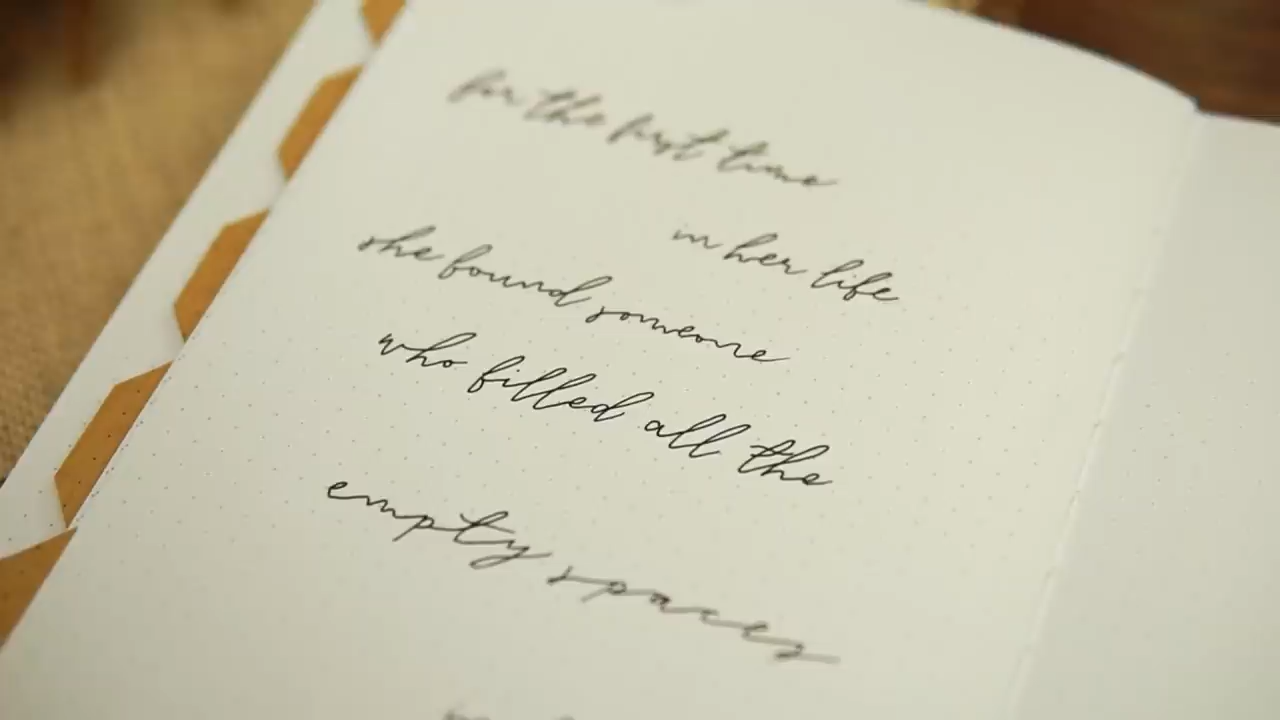 for the first time
in her life
she found someone
who filled all the
empty spaces